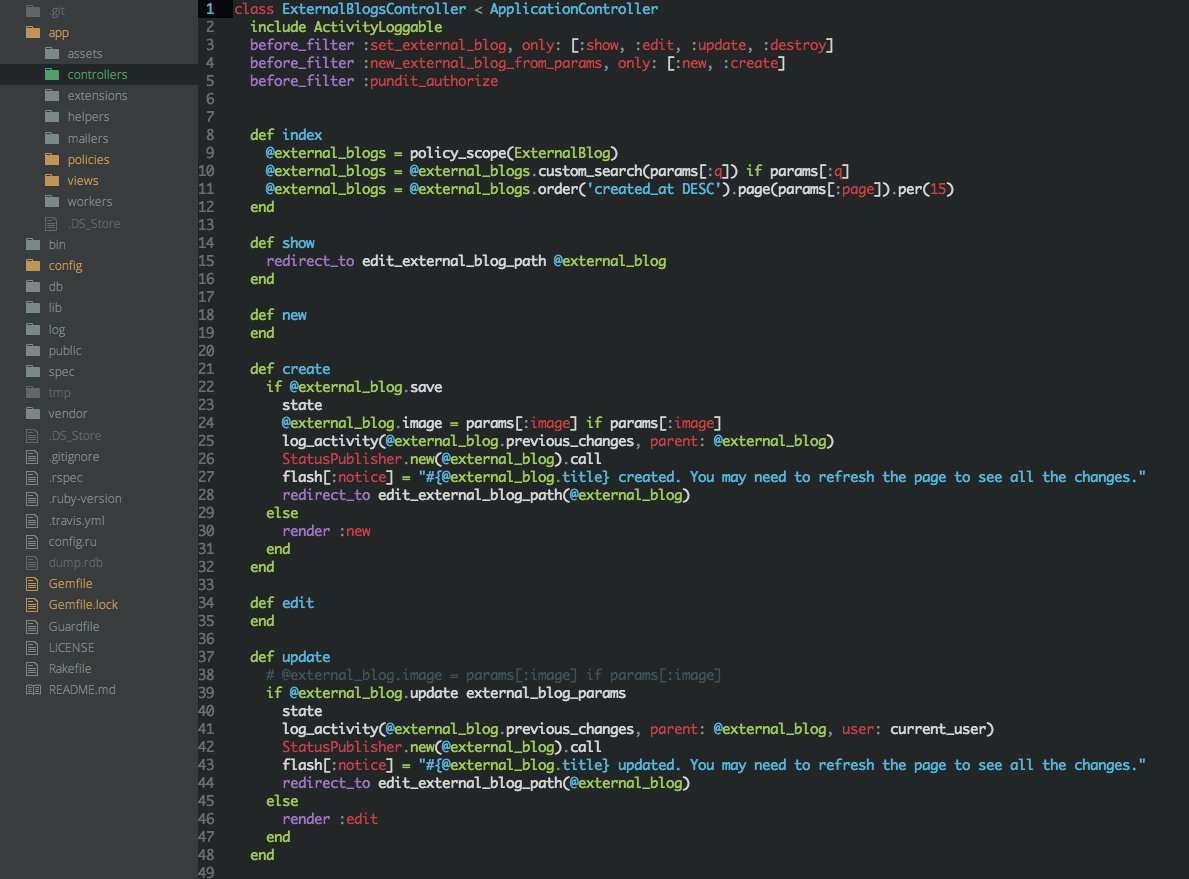 .git
app
assets
controllers
extensions
helpers
mailers
policies
views
workers
.DS_Store
bin
config
db
lib
log
public
spec
tmp
vendor
.DS_Store
.gitignore
.rspec
.ruby-version
.travis.yml
config.ru
dump.rdb
Gemfile
Gemfile.lock
Guardfile
LICENSE
Rakefile
README.md
1 class ExternalBlogsController < ApplicationController
2   include ActivityLoggable
3   before_filter :set_external_blog, only: [:show, :edit, :update, :destroy]
4   before_filter :new_external_blog_from_params, only: [:new, :create]
5   before_filter :pundit_authorize
6
7
8   def index
9     @external_blogs = policy_scope(ExternalBlog)
10     @external_blogs = @external_blogs.custom_search(params[:q]) if params[:q]
11     @external_blogs = @external_blogs.order('created_at DESC').page(params[:page]).per(15)
12   end
13
14   def show
15     redirect_to edit_external_blog_path @external_blog
16   end
17
18   def new
19   end
20
21   def create
22     if @external_blog.save
23       state
24       @external_blog.image = params[:image] if params[:image]
25       log_activity(@external_blog.previous_changes, parent: @external_blog)
26       StatusPublisher.new(@external_blog).call
27       flash[:notice] = "#{@external_blog.title} created. You may need to refresh the page to see all the changes."
28       redirect_to edit_external_blog_path(@external_blog)
29     else
30       render :new
31     end
32   end
33
34   def edit
35   end
36
37   def update
38     # @external_blog.image = params[:image] if params[:image]
39     if @external_blog.update external_blog_params
40       state
41       log_activity(@external_blog.previous_changes, parent: @external_blog, user: current_user)
42       StatusPublisher.new(@external_blog).call
43       flash[:notice] = "#{@external_blog.title} updated. You may need to refresh the page to see all the changes."
44       redirect_to edit_external_blog_path(@external_blog)
45     else
46       render :edit
47     end
48   end
49